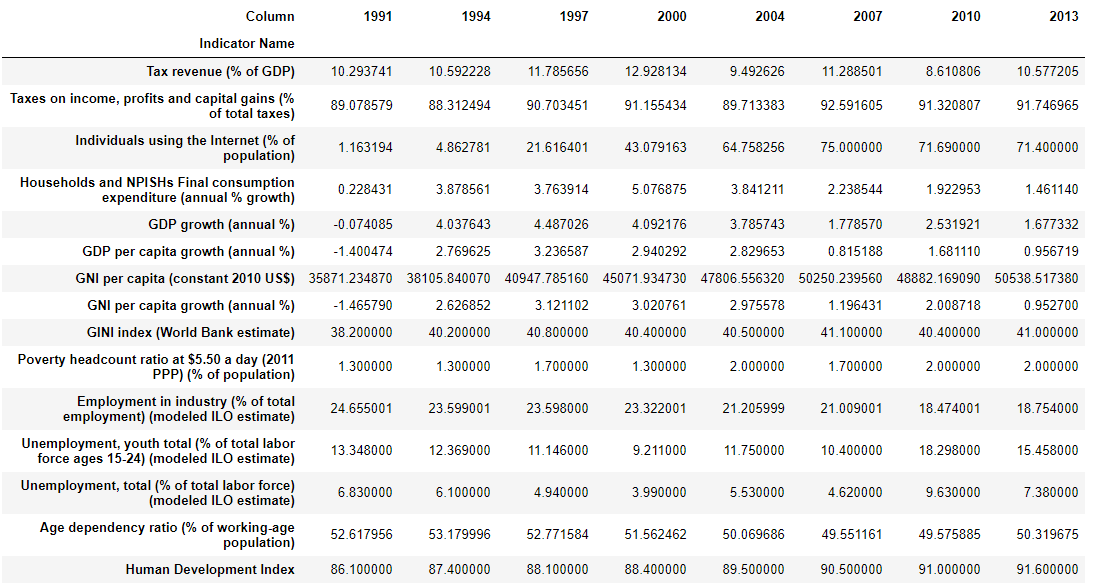 Column 1991 1994 1997 2000 2004 2007 2010 2013
Indicator Name
Tax revenue (% of GDP) 10.293741 10.592228 11.785656 12.928134 9.492626 11.288501 8.610806 10.577205
Taxes on income, profits and capital gains (%
of total taxes) 89.078579 88.312494 90.703451 91.155434 89.713383 92.591605 91.320807 91.746965
Individuals using the Internet (% of
population) 1.163194 4.862781 21.616401 43.079163 64.758256 75.000000 71.690000 71.400000
Households and NPISHs Final consumption
expenditure (annual % growth) 0.228431 3.878561 3.763914 5.076875 3.841211 2.238544 1.922953 1.461140
GDP growth (annual %) -0.074085 4.037643 4.487026 4.092176 3.785743 1.778570 2.531921 1.677332
GDP per capita growth (annual %) -1.400474 2.769625 3.236587 2.940292 2.829653 0.815188 1.681110 0.956719
GNI per capita (constant 2010 US$) 35871.234870 38105.840070 40947.785160 45071.934730 47806.556320 50250.239560 48882.169090 50538.517380
GNI per capita growth (annual %) -1.465790 2.626852 3.121102 3.020761 2.975578 1.196431 2.008718 0.952700
GINI index (World Bank estimate) 38.200000 40.200000 40.800000 40.400000 40.500000 41.100000 40.400000 41.000000
Poverty headcount ratio at $5.50 a day (2011
PPP) (% of population) 1.300000 1.300000 1.700000 1.300000 2.000000 1.700000 2.000000 2.000000
Employment in industry (% of total
employment) (modeled ILO estimate) 24.655001 23.599001 23.598000 23.322001 21.205999 21.009001 18.474001 18.754000
Unemployment, youth total (% of total labor
force ages 15-24) (modeled ILO estimate) 13.348000 12.369000 11.146000 9.211000 11.750000 10.400000 18.298000 15.458000
Unemployment, total (% of total labor force)
(modeled ILO estimate) 6.830000 6.100000 4.940000 3.990000 5.530000 4.620000 9.630000 7.380000
Age dependency ratio (% of working-age
population) 52.617956 53.179996 52.771584 51.562462 50.069686 49.551161 49.575885 50.319675
Human Development Index 86.100000 87.400000 88.100000 88.400000 89.500000 90.500000 91.000000 91.600000